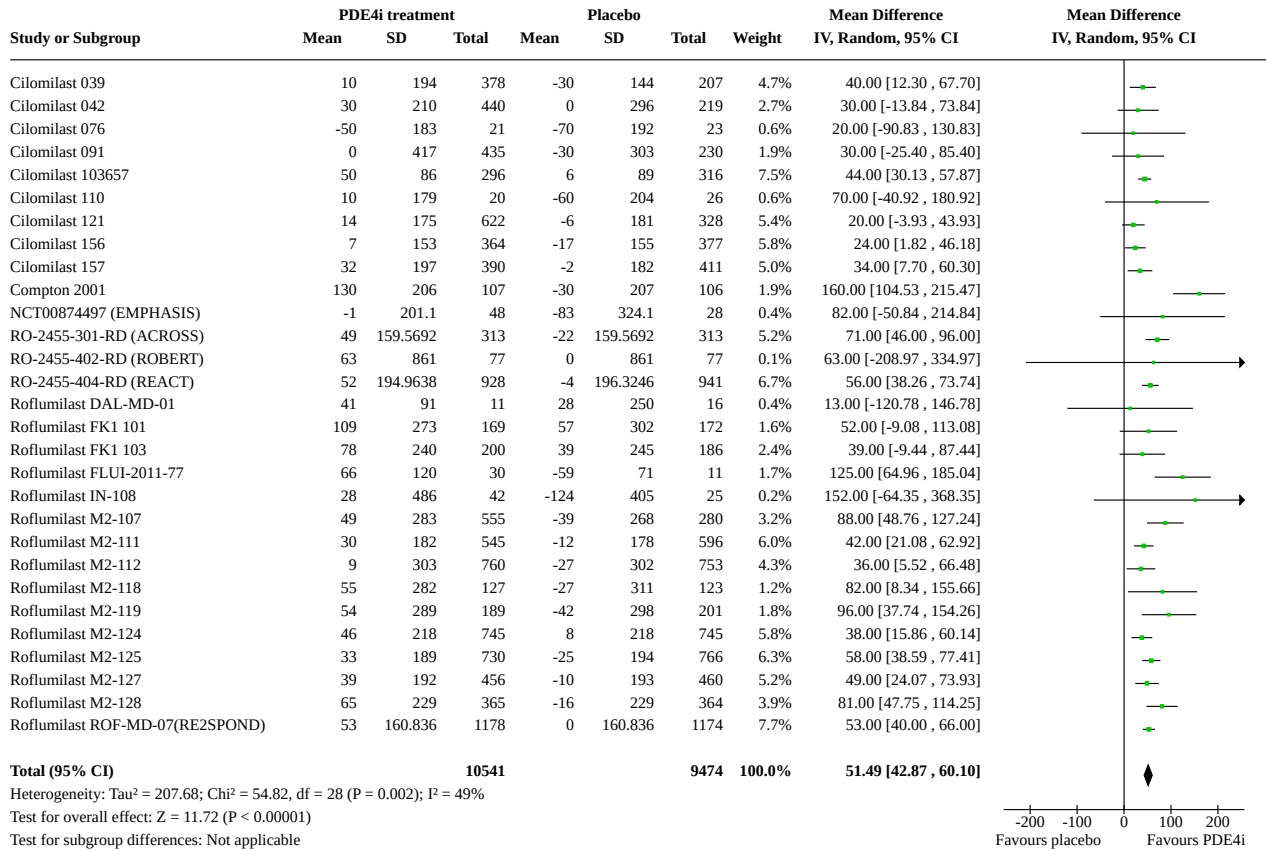 PDE4i treatment Placebo Mean Difference Mean Difference
Study or Subgroup Mean SD Total Mean SD Total Weight IV, Random, 95% CI IV, Random, 95% CI
Cilomilast 039 10 194 378 -30 144 207 4.7% 40.00 [12.30 , 67.70]
Cilomilast 042 30 210 440 0 296 219 2.7% 30.00 [-13.84 , 73.84]
Cilomilast 076 -50 183 21 -70 192 23 0.6% 20.00 [-90.83 , 130.83]
Cilomilast 091 0 417 435 -30 303 230 1.9% 30.00 [-25.40 , 85.40]
Cilomilast 103657 50 86 296 6 89 316 7.5% 44.00 [30.13 , 57.87]
Cilomilast 110 10 179 20 -60 204 26 0.6% 70.00 [-40.92 , 180.92]
Cilomilast 121 14 175 622 -6 181 328 5.4% 20.00 [-3.93 , 43.93]
Cilomilast 156 7 153 364 -17 155 377 5.8% 24.00 [1.82 , 46.18]
Cilomilast 157 32 197 390 -2 182 411 5.0% 34.00 [7.70 , 60.30]
Compton 2001 130 206 107 -30 207 106 1.9% 160.00 [104.53 , 215.47]
NCT00874497 (EMPHASIS) -1 201.1 48 -83 324.1 28 0.4% 82.00 [-50.84 , 214.84]
RO-2455-301-RD (ACROSS) 49 159.5692 313 -22 159.5692 313 5.2% 71.00 [46.00 , 96.00]
RO-2455-402-RD (ROBERT) 63 861 77 0 861 77 0.1% 63.00 [-208.97 , 334.97]
RO-2455-404-RD (REACT) 52 194.9638 928 -4 196.3246 941 6.7% 56.00 [38.26 , 73.74]
Roflumilast DAL-MD-01 41 91 11 28 250 16 0.4% 13.00 [-120.78 , 146.78]
Roflumilast FK1 101 109 273 169 57 302 172 1.7% 52.00 [-9.08 , 113.08]
Roflumilast FK1 103 78 240 200 39 245 186 2.4% 39.00 [-9.44 , 87.44]
Roflumilast FLUI-2011-77 66 120 30 -59 71 11 1.7% 125.00 [64.96 , 185.04]
Roflumilast IN-108 28 486 42 -124 405 25 0.2% 152.00 [-64.35 , 368.35]
Roflumilast M2-107 49 283 555 -39 268 280 3.2% 88.00 [48.76 , 127.24]
Roflumilast M2-111 30 182 545 -12 178 596 6.0% 42.00 [21.08 , 62.92]
Roflumilast M2-112 9 303 760 -27 302 753 4.3% 36.00 [5.52 , 66.48]
Roflumilast M2-118 55 282 127 -27 311 123 1.2% 82.00 [8.34 , 155.66]
Roflumilast M2-119 54 289 189 -42 298 201 1.8% 96.00 [37.74 , 154.26]
Roflumilast M2-124 46 218 745 8 218 745 5.8% 38.00 [15.86 , 60.14]
Roflumilast M2-125 33 189 730 -25 194 766 6.3% 58.00 [38.59 , 77.41]
Roflumilast M2-127 39 192 456 -10 193 460 5.2% 49.00 [24.07 , 73.93]
Roflumilast M2-128 65 229 365 -16 229 364 3.9% 81.00 [47.75 , 114.25]
Roflumilast ROF-MD-07(RE2SPOND) 53 160.836 1178 0 160.836 1174 7.7% 53.00 [40.00 , 66.00]
Total (95% CI) 10541 9474 100.0% 51.49 [42.87 , 60.10]
Heterogeneity: Tau² = 207.68; Chi² = 54.82, df = 28 (P = 0.002); I² = 49%
Test for overall effect: Z = 11.72 (P < 0.00001)
Test for subgroup differences: Not applicable
-200 -100 0 100 200
Favours placebo Favours PDE4i